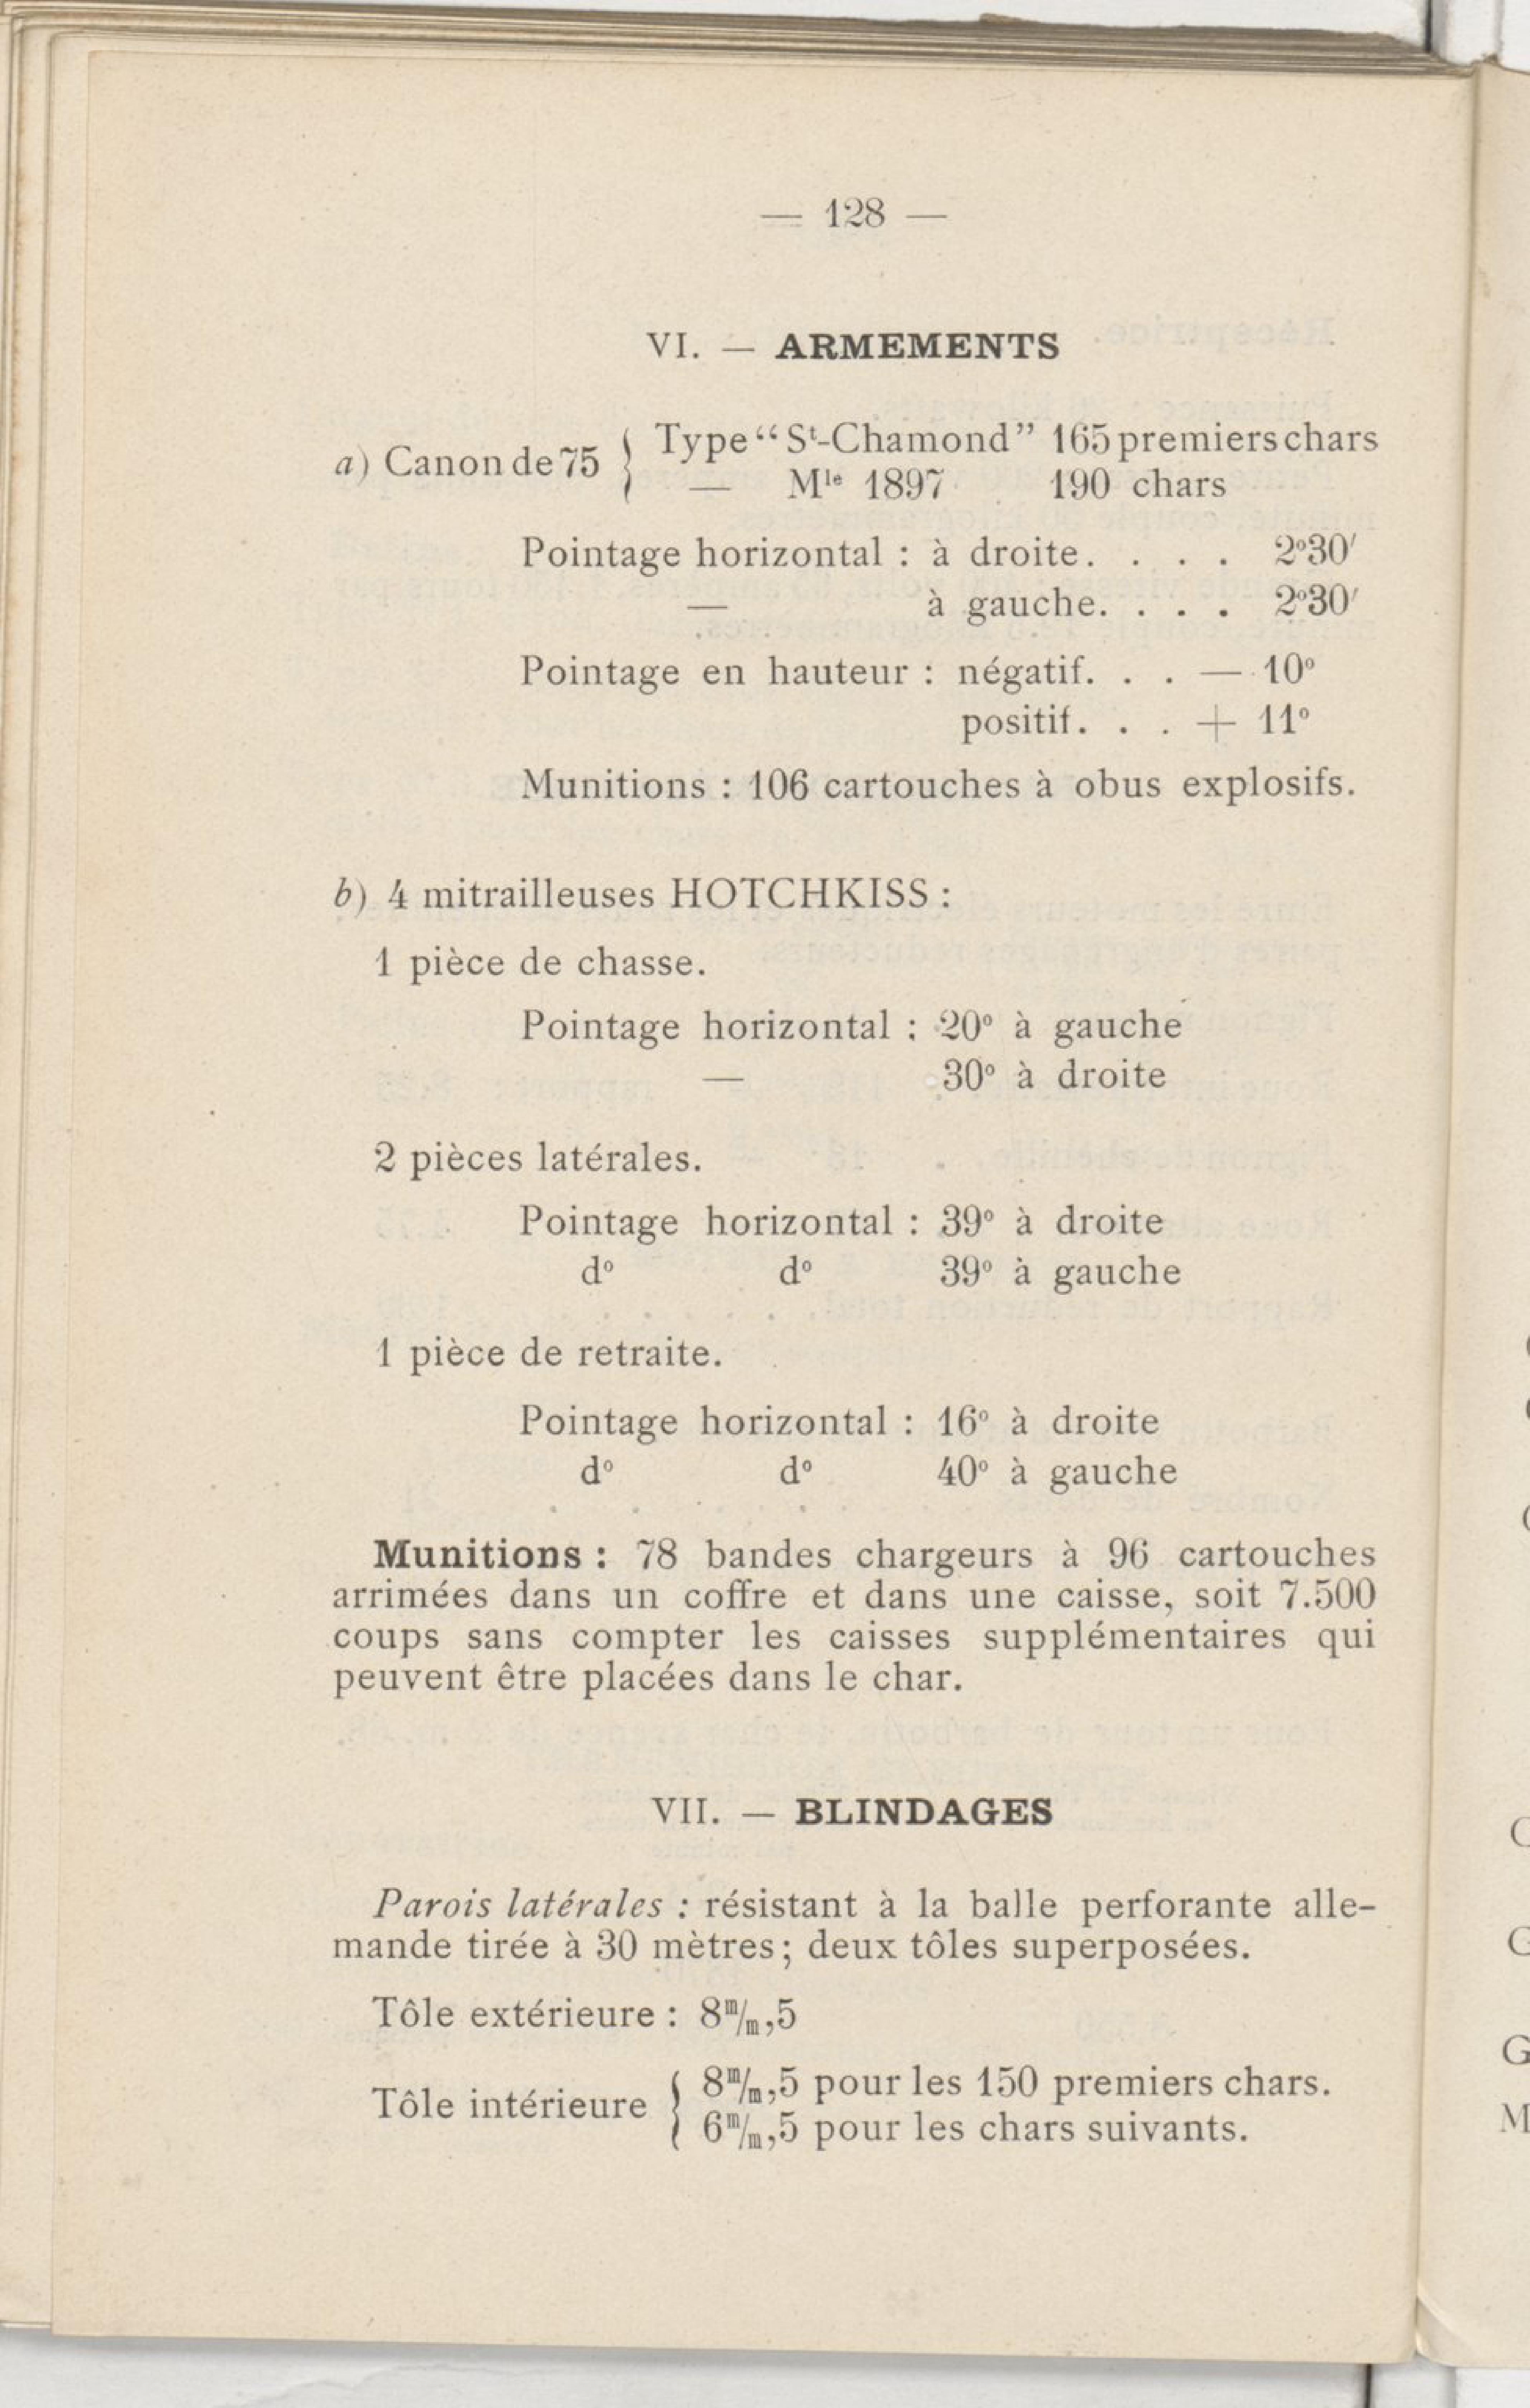 — 128 —
VI. — ARMEMENTS
a) Canon de 75 { Type “St-Chamond” 165 premiers chars
— Mle 1897 190 chars
Pointage horizontal : à droite. . . . 2°30′
— à gauche. . . . 2°30′
Pointage en hauteur : négatif. . . — 10°
positif. . . + 11°
Munitions : 106 cartouches à obus explosifs.
b) 4 mitrailleuses HOTCHKISS :
1 pièce de chasse.
Pointage horizontal : 20° à gauche
— 30° à droite
2 pièces latérales.
Pointage horizontal : 39° à droite
d° d° 39° à gauche
1 pièce de retraite.
Pointage horizontal : 16° à droite
d° d° 40° à gauche
Munitions : 78 bandes chargeurs à 96 cartouches
arrimées dans un coffre et dans une caisse, soit 7.500
coups sans compter les caisses supplémentaires qui
peuvent être placées dans le char.
VII. — BLINDAGES
Parois latérales : résistant à la balle perforante alle-
mande tirée à 30 mètres; deux tôles superposées.
Tôle extérieure : 8m/m,5
Tôle intérieure { 8m/m,5 pour les 150 premiers chars.
6m/m,5 pour les chars suivants.